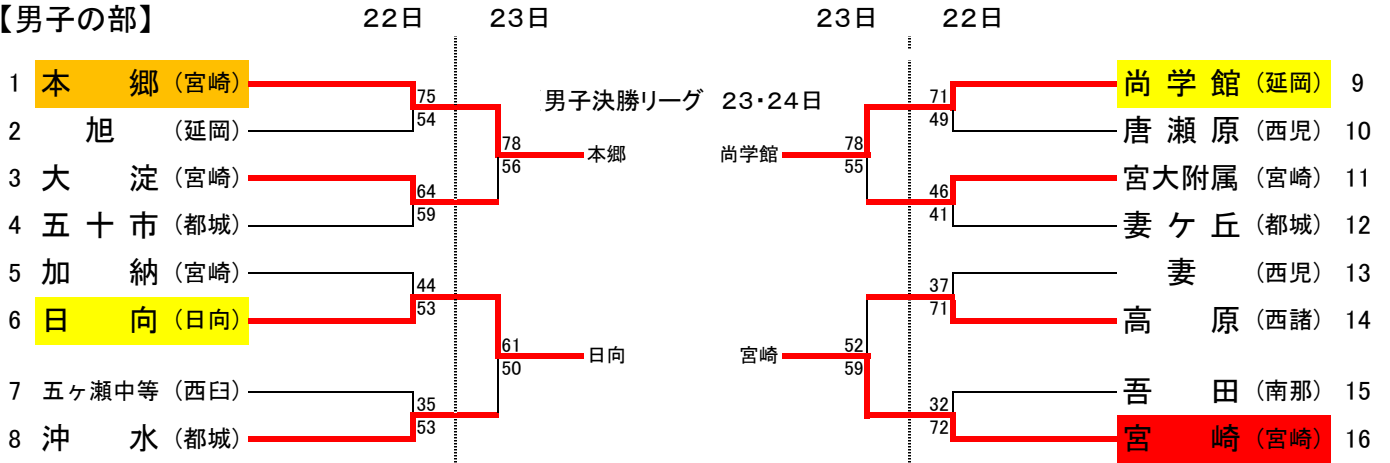 【男子の部】 22日 23日 23日 22日
1 本 郷 (宮崎) 尚 学 館 (延岡) 9
75 71
男子決勝リーグ 23・24日
54 49
2 旭 (延岡) 唐 瀬 原 (西児) 10
78 本郷 尚学館 78
56 55
3 大 淀 (宮崎) 宮大附属 (宮崎) 11
64 46
59 41
4 五 十 市 (都城) 妻 ケ 丘 (都城) 12
5 加 納 (宮崎) 妻 (西児) 13
44 37
53 71
6 日 向 (日向) 高 原 (西諸) 14
61 日向 宮崎 52
50 59
7 五ヶ瀬中等 (西臼) 吾 田 (南那) 15
35 32
53 72
8 沖 水 (都城) 宮 崎 (宮崎) 16